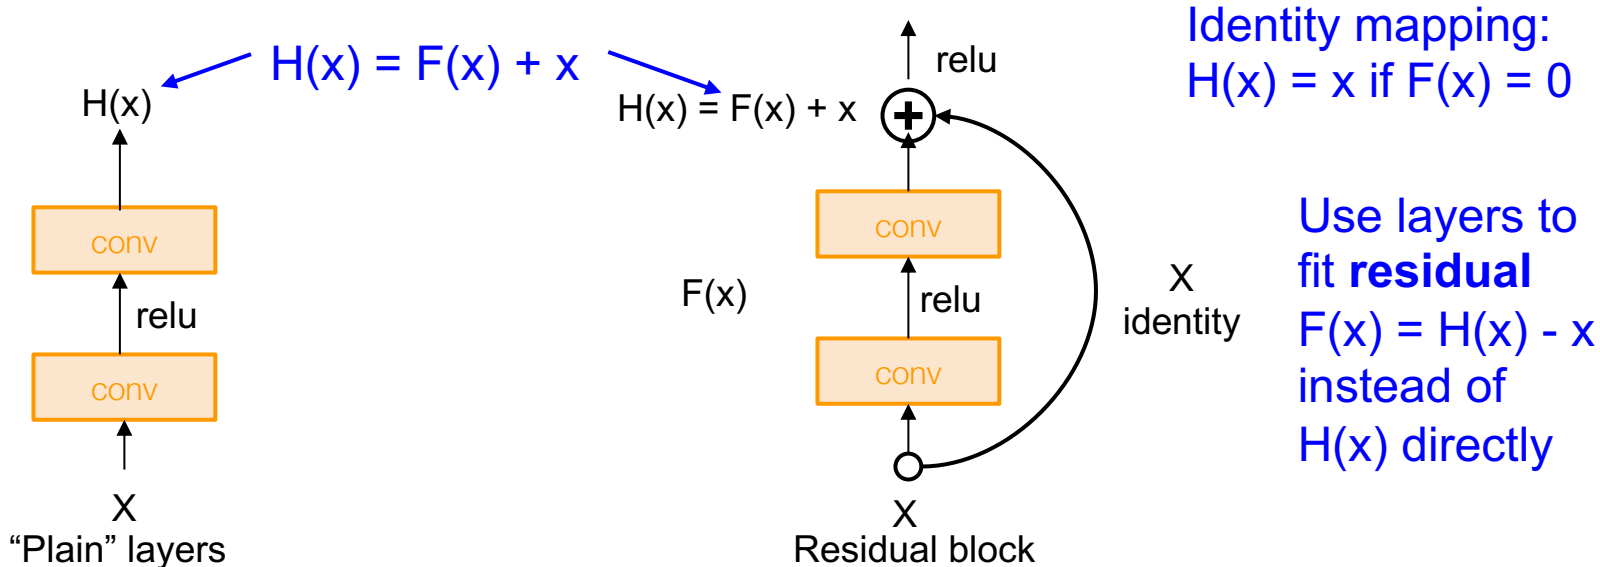 H(x) = F(x) + x
H(x)
conv
relu
conv
X
“Plain” layers
relu
H(x) = F(x) + x
+
conv
F(x)
relu
conv
X
identity
X
Residual block
Identity mapping:
H(x) = x if F(x) = 0
Use layers to
fit residual
F(x) = H(x) - x
instead of
H(x) directly